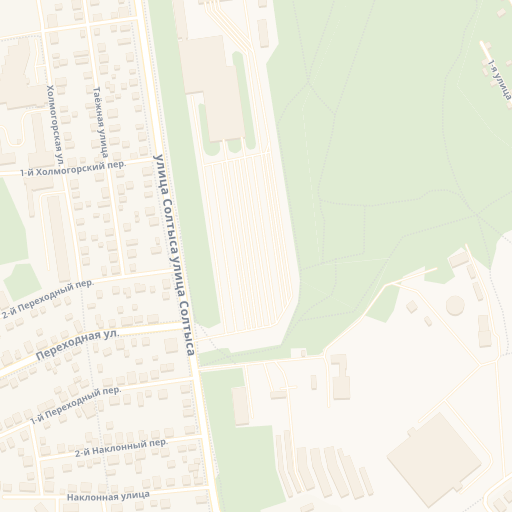 1-я улица
Холмогорская ул.
Таёжная улица
1-й Холмогорский пер.
улица Солтыса улица Солтыса
2-й Переходный пер.
Переходная ул.
1-й Переходный пер.
2-й Наклонный пер.
Наклонная улица